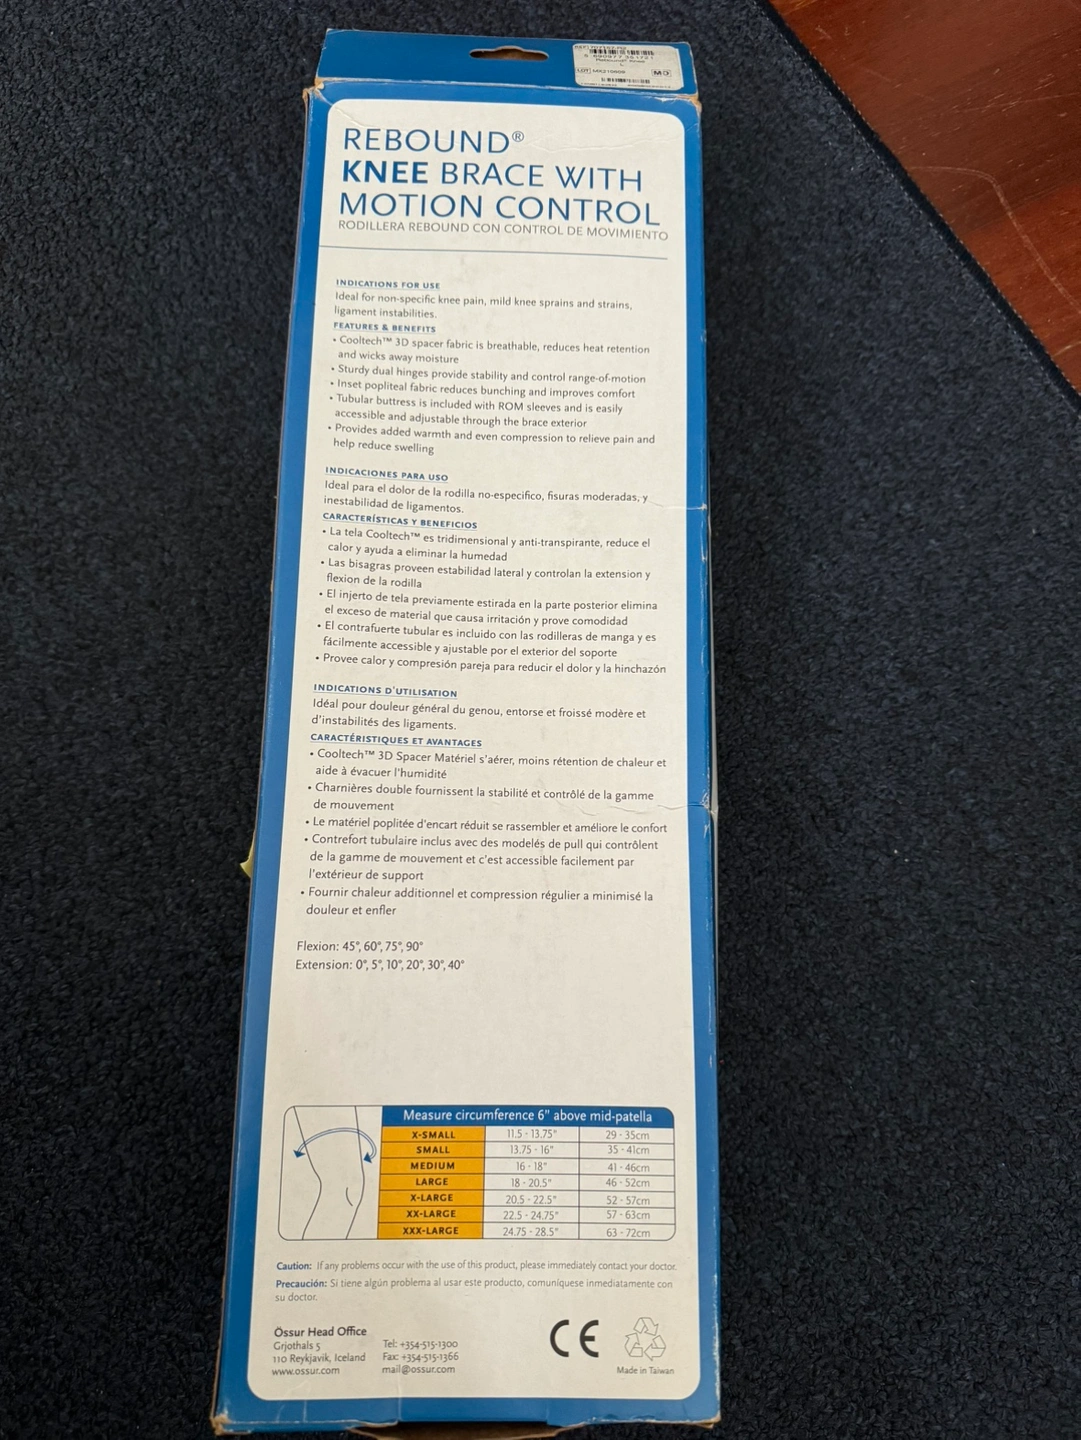 Rebound® Knee
L
LOT
MD
REBOUND®
KNEE BRACE WITH
MOTION CONTROL
RODILLERA REBOUND CON CONTROL DE MOVIMIENTO
INDICATIONS FOR USE
Ideal for non-specific knee pain, mild knee sprains and strains,
ligament instabilities.
FEATURES & BENEFITS
• Cooltech™ 3D spacer fabric is breathable, reduces heat retention
and wicks away moisture
• Sturdy dual hinges provide stability and control range-of-motion
• Inset popliteal fabric reduces bunching and improves comfort
• Tubular buttress is included with ROM sleeves and is easily
accessible and adjustable through the brace exterior
• Provides added warmth and even compression to relieve pain and
help reduce swelling
INDICACIONES PARA USO
Ideal para el dolor de la rodilla no-especifico, fisuras moderadas, y
inestabilidad de ligamentos.
CARACTERÍSTICAS Y BENEFICIOS
• La tela Cooltech™ es tridimensional y anti-transpirante, reduce el
calor y ayuda a eliminar la humedad
• Las bisagras proveen estabilidad lateral y controlan la extension y
flexion de la rodilla
• El injerto de tela previamente estirada en la parte posterior elimina
el exceso de material que causa irritación y prove comodidad
• El contrafuerte tubular es incluido con las rodilleras de manga y es
fácilmente accessible y ajustable por el exterior del soporte
• Provee calor y compresión pareja para reducir el dolor y la hinchazón
INDICATIONS D'UTILISATION
Idéal pour douleur général du genou, entorse et froissé modère et
d'instabilités des ligaments.
CARACTÉRISTIQUES ET AVANTAGES
• Cooltech™ 3D Spacer Matériel s'aérer, moins rétention de chaleur et
aide à évacuer l'humidité
• Charnières double fournissent la stabilité et contrôlé de la gamme
de mouvement
• Le matériel poplitée d'encart réduit se rassembler et améliore le confort
• Contrefort tubulaire inclus avec des modelés de pull qui contrôlent
de la gamme de mouvement et c'est accessible facilement par
l'extérieur de support
• Fournir chaleur additionnel et compression régulier a minimisé la
douleur et enfler
Flexion: 45°, 60°, 75°, 90°
Extension: 0°, 5°, 10°, 20°, 30°, 40°
Measure circumference 6" above mid-patella
X-SMALL 11.5 - 13.75" 29 - 35cm
SMALL 13.75 - 16" 35 - 41cm
MEDIUM 16 - 18" 41 - 46cm
LARGE 18 - 20.5" 46 - 52cm
X-LARGE 20.5 - 22.5" 52 - 57cm
XX-LARGE 22.5 - 24.75" 57 - 63cm
XXX-LARGE 24.75 - 28.5" 63 - 72cm
Caution: If any problems occur with the use of this product, please immediately contact your doctor.
Precaución: Si tiene algún problema al usar este producto, comuníquese inmediatamente con
su doctor.
Össur Head Office
Grjothals 5 Tel: +354-515-1300
110 Reykjavik, Iceland Fax: +354-515-1366
www.ossur.com mail@ossur.com
CE
Made in Taiwan